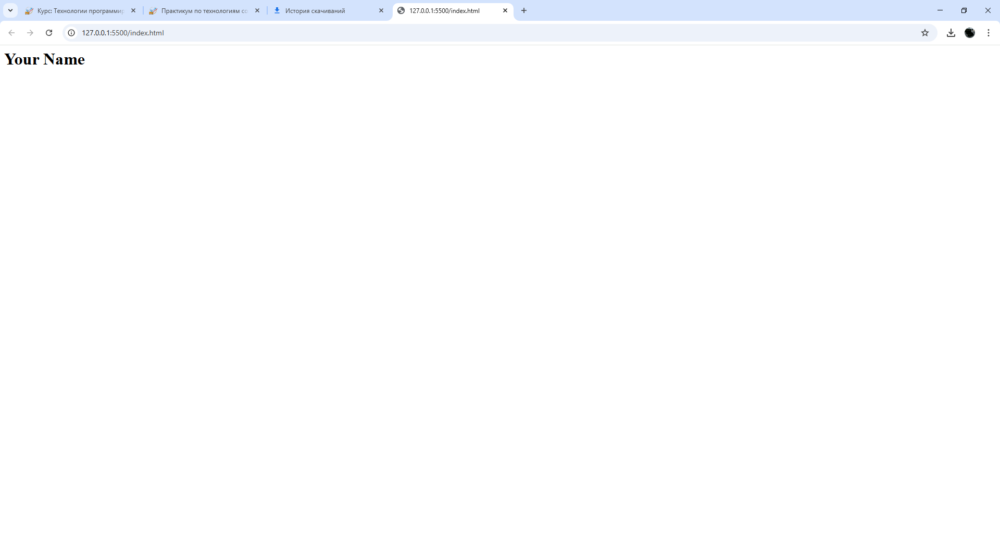 Курс: Технологии программир
Практикум по технологиям со
История скачиваний
127.0.0.1:5500/index.html
127.0.0.1:5500/index.html
Your Name